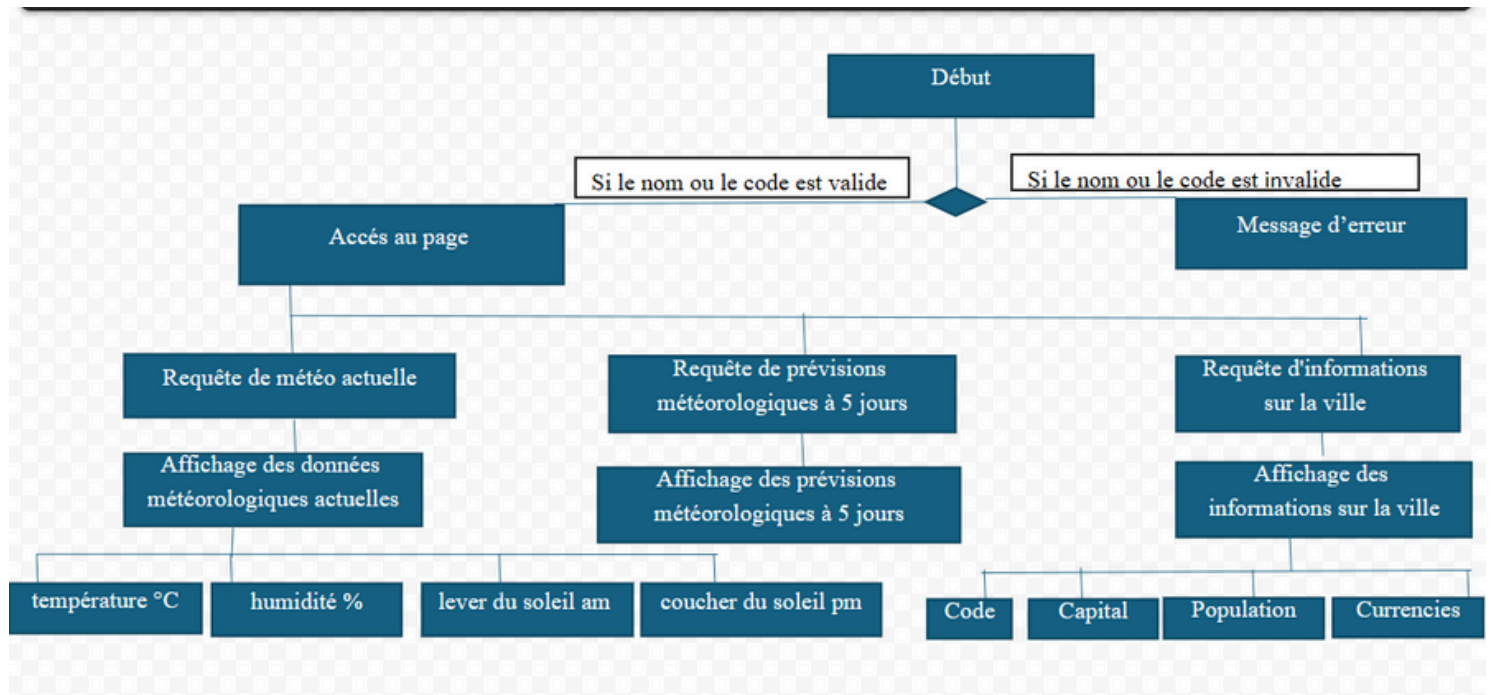 Début
Si le nom ou le code est valide
Si le nom ou le code est invalide
Accés au page
Message d’erreur
Requête de météo actuelle
Requête de prévisions
météorologiques à 5 jours
Requête d'informations
sur la ville
Affichage des données
météorologiques actuelles
Affichage des prévisions
météorologiques à 5 jours
Affichage des
informations sur la ville
température °C
humidité %
lever du soleil am
coucher du soleil pm
Code
Capital
Population
Currencies